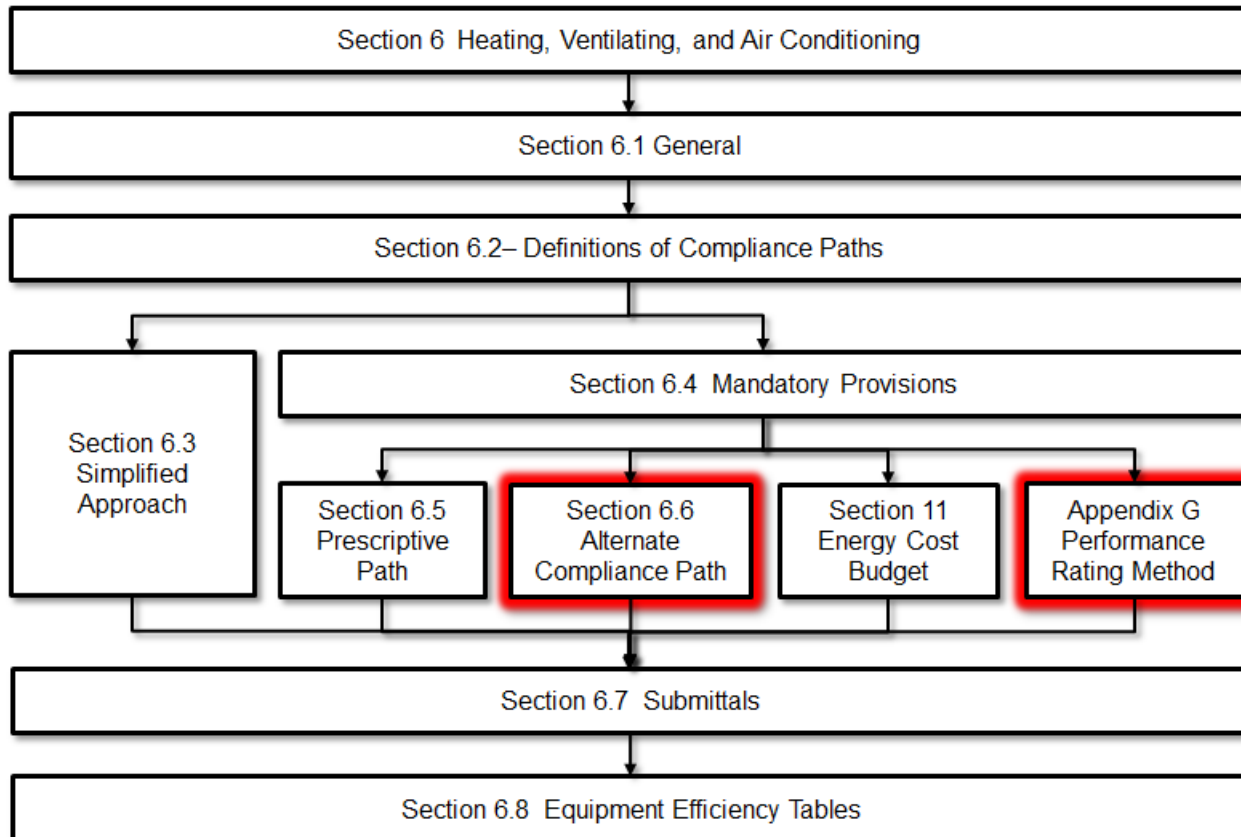 Section 6 Heating, Ventilating, and Air Conditioning
Section 6.1 General
Section 6.2– Definitions of Compliance Paths
Section 6.3
Simplified
Approach
Section 6.4 Mandatory Provisions
Section 6.5
Prescriptive
Path
Section 6.6
Alternate
Compliance Path
Section 11
Energy Cost
Budget
Appendix G
Performance
Rating Method
Section 6.7 Submittals
Section 6.8 Equipment Efficiency Tables